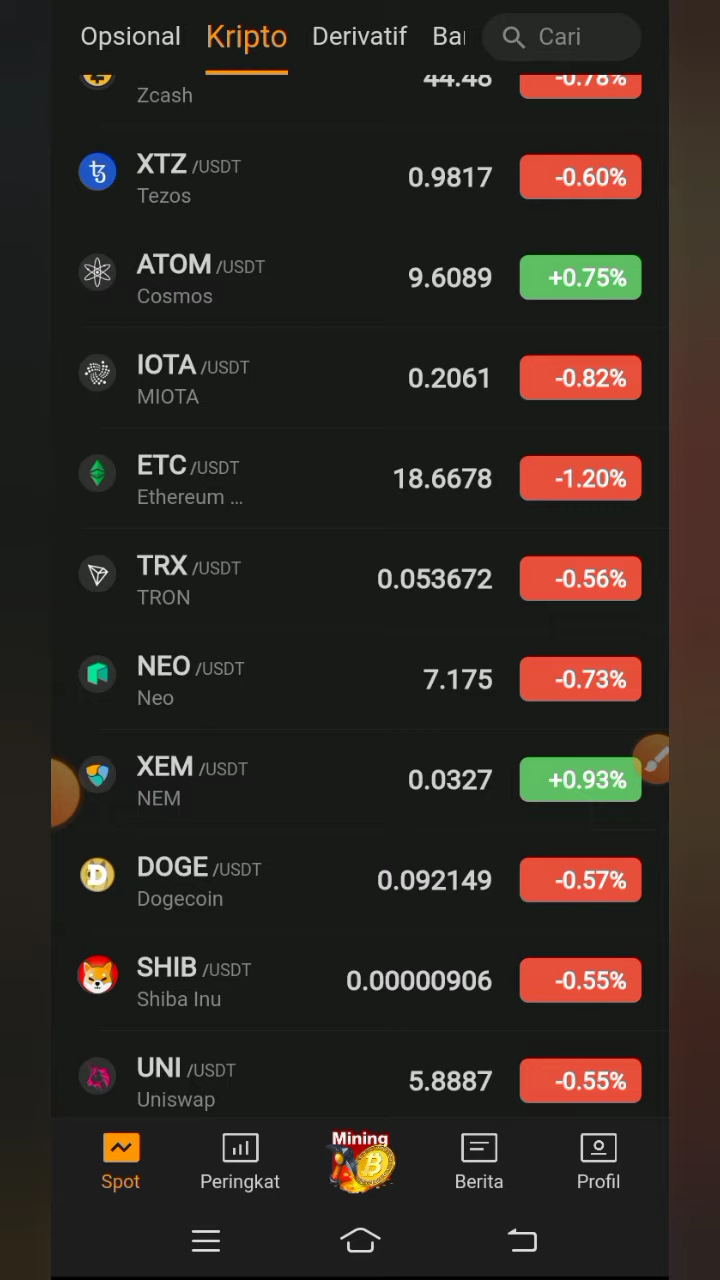 Opsional Kripto Derivatif Cari
44.48 -0.78%
Zcash
XTZ /USDT 0.9817 -0.60%
Tezos
ATOM /USDT 9.6089 +0.75%
Cosmos
IOTA /USDT 0.2061 -0.82%
MIOTA
ETC /USDT 18.6678 -1.20%
Ethereum ...
TRX /USDT 0.053672 -0.56%
TRON
NEO /USDT 7.175 -0.73%
Neo
XEM /USDT 0.0327 +0.93%
NEM
DOGE /USDT 0.092149 -0.57%
Dogecoin
SHIB /USDT 0.00000906 -0.55%
Shiba Inu
UNI /USDT 5.8887 -0.55%
Uniswap
Mining
Spot Peringkat Berita Profil